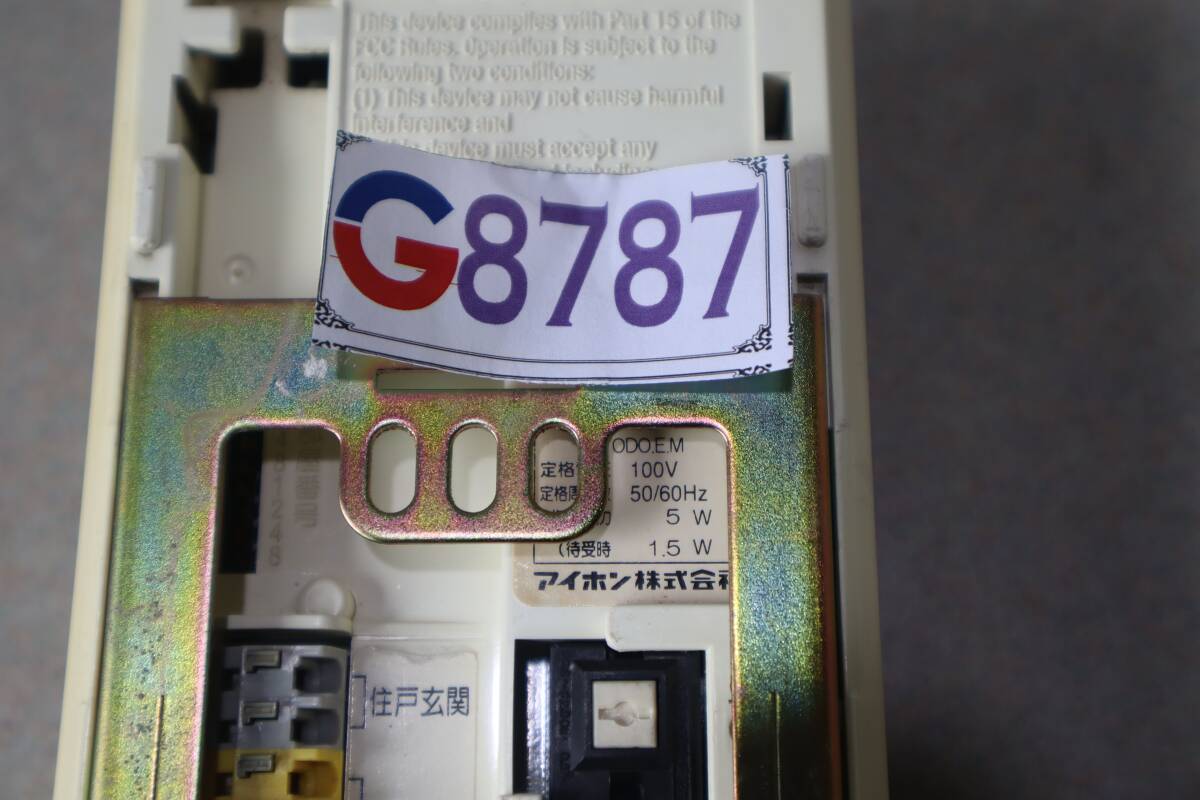 This device complies with Part 15 of the
FCC Rules. Operation is subject to the
following two conditions:
(1) This device may not cause harmful
interference and
device must accept any
G8787
ODO.E.M
定格 100V
定格周 50/60Hz
5 W
(待受時 1.5 W
アイホン株式会社
住戸玄関